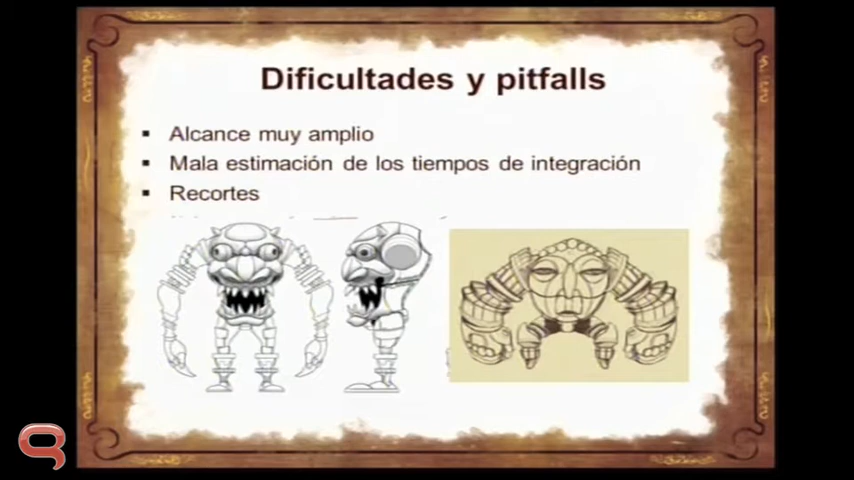 Dificultades y pitfalls
Alcance muy amplio
Mala estimación de los tiempos de integración
Recortes